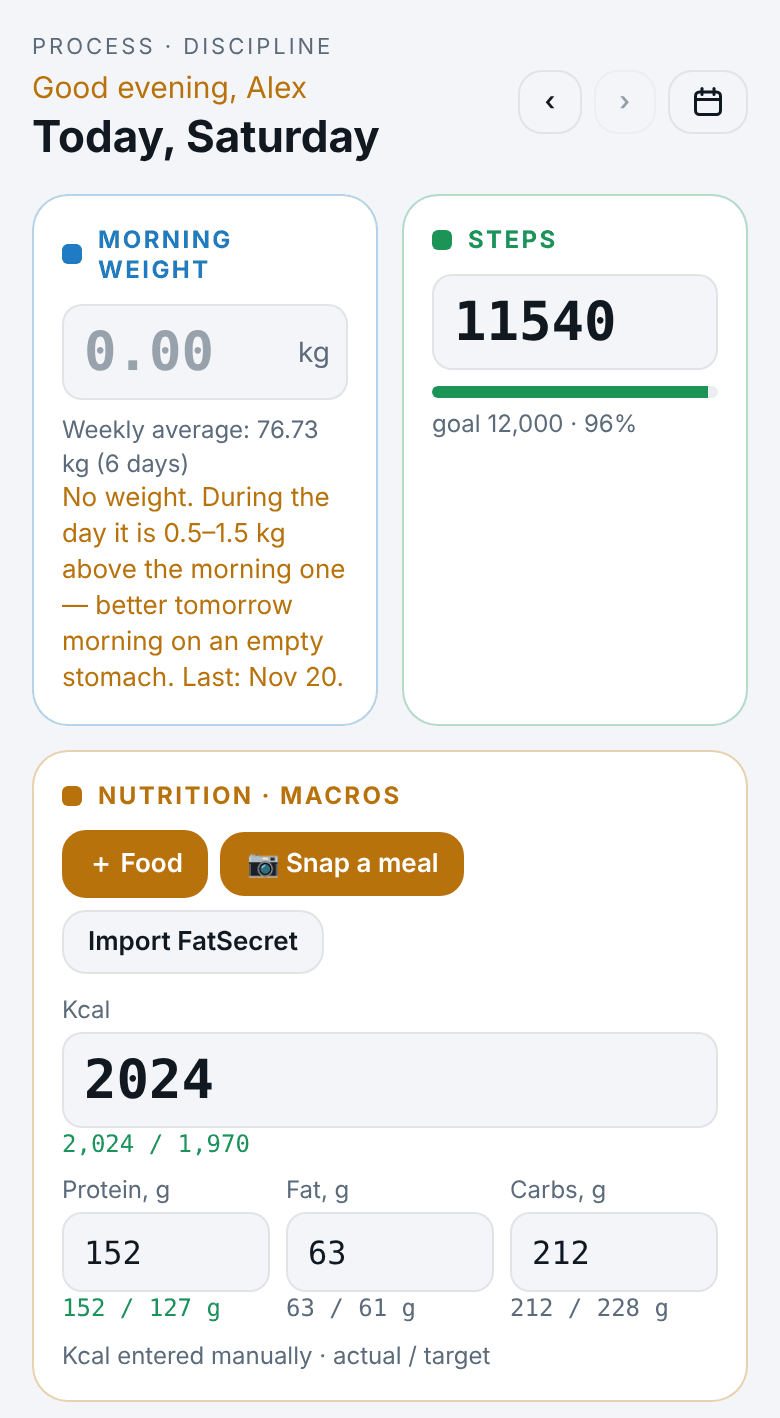 PROCESS · DISCIPLINE
Good evening, Alex
Today, Saturday
‹
›
MORNING
WEIGHT
0.00
kg
Weekly average: 76.73
kg (6 days)
No weight. During the
day it is 0.5–1.5 kg
above the morning one
— better tomorrow
morning on an empty
stomach. Last: Nov 20.
STEPS
11540
goal 12,000 · 96%
NUTRITION · MACROS
+ Food
📷 Snap a meal
Import FatSecret
Kcal
2024
2,024 / 1,970
Protein, g
Fat, g
Carbs, g
152
63
212
152 / 127 g
63 / 61 g
212 / 228 g
Kcal entered manually · actual / target